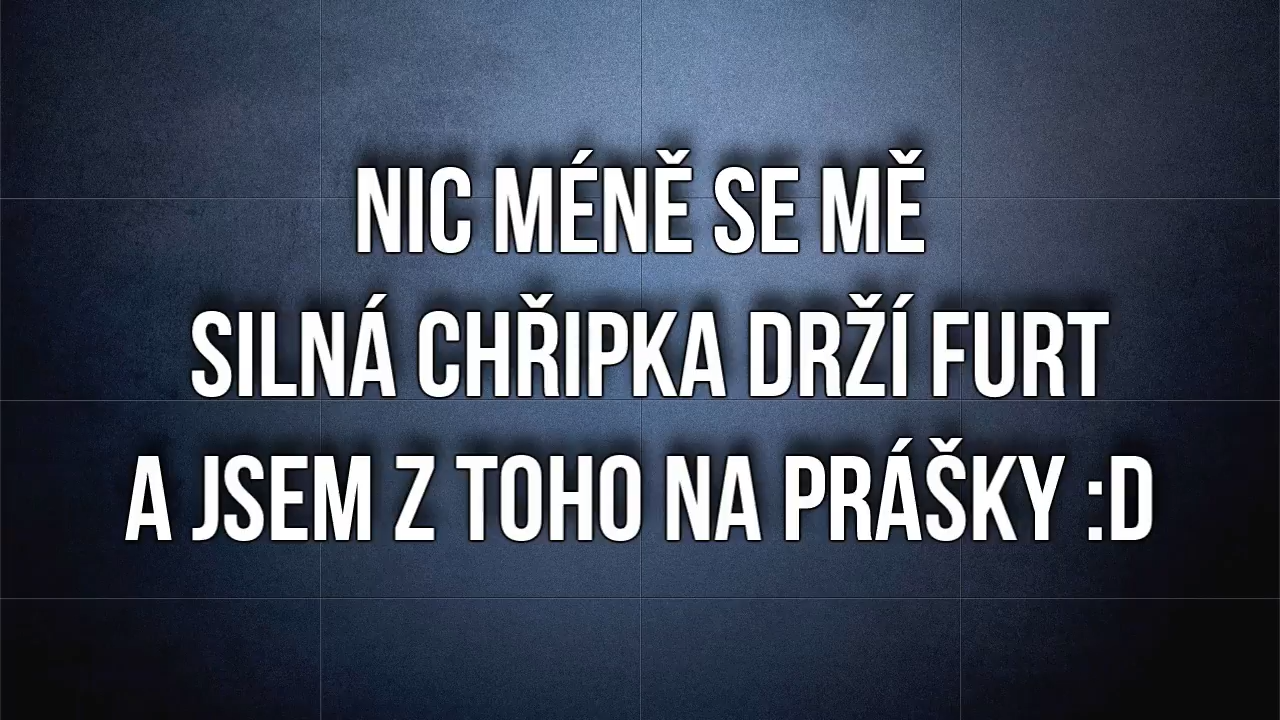 NIC MÉNĚ SE MĚ
SILNÁ CHŘIPKA DRŽÍ FURT
A JSEM Z TOHO NA PRÁŠKY :D